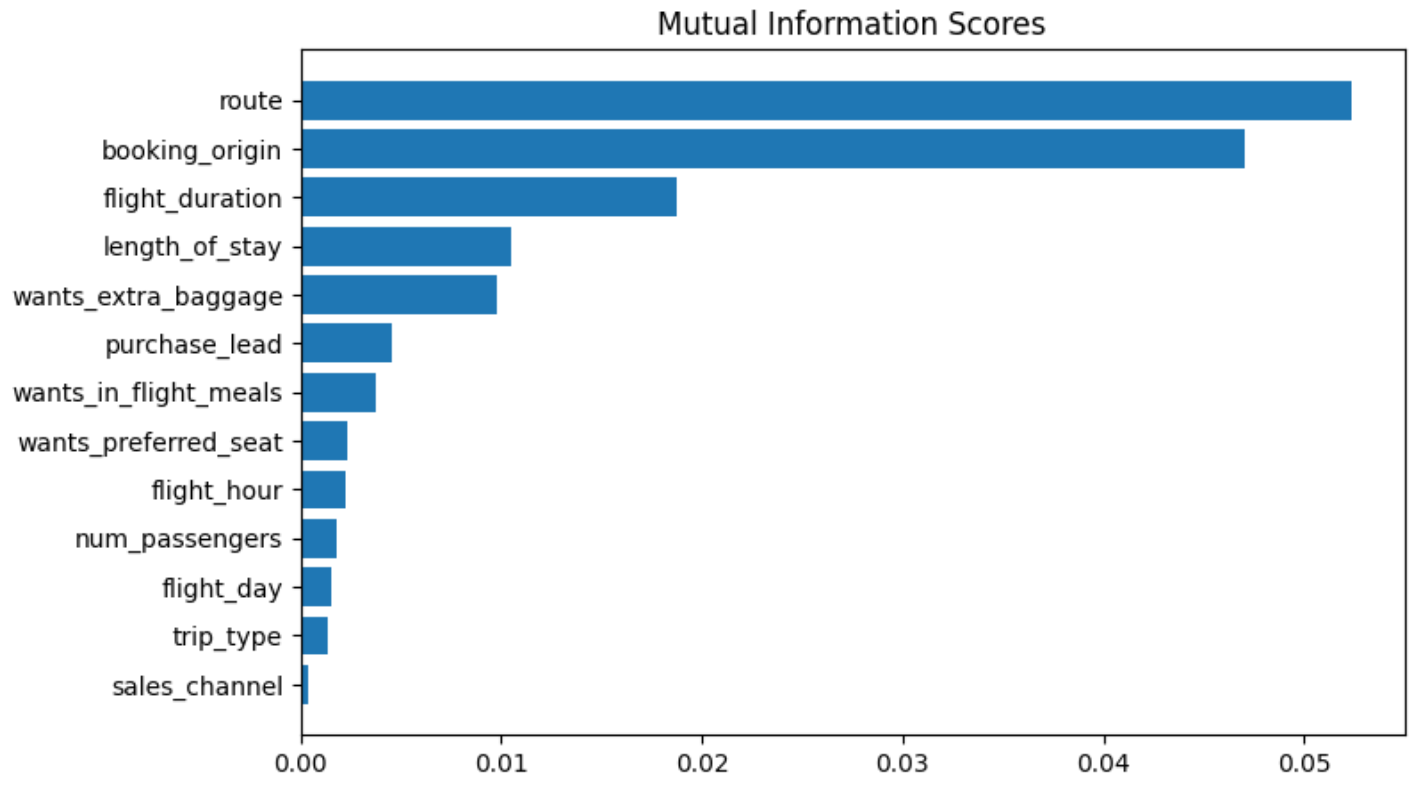 Mutual Information Scores
route
booking_origin
flight_duration
length_of_stay
wants_extra_baggage
purchase_lead
wants_in_flight_meals
wants_preferred_seat
flight_hour
num_passengers
flight_day
trip_type
sales_channel
0.00 0.01 0.02 0.03 0.04 0.05